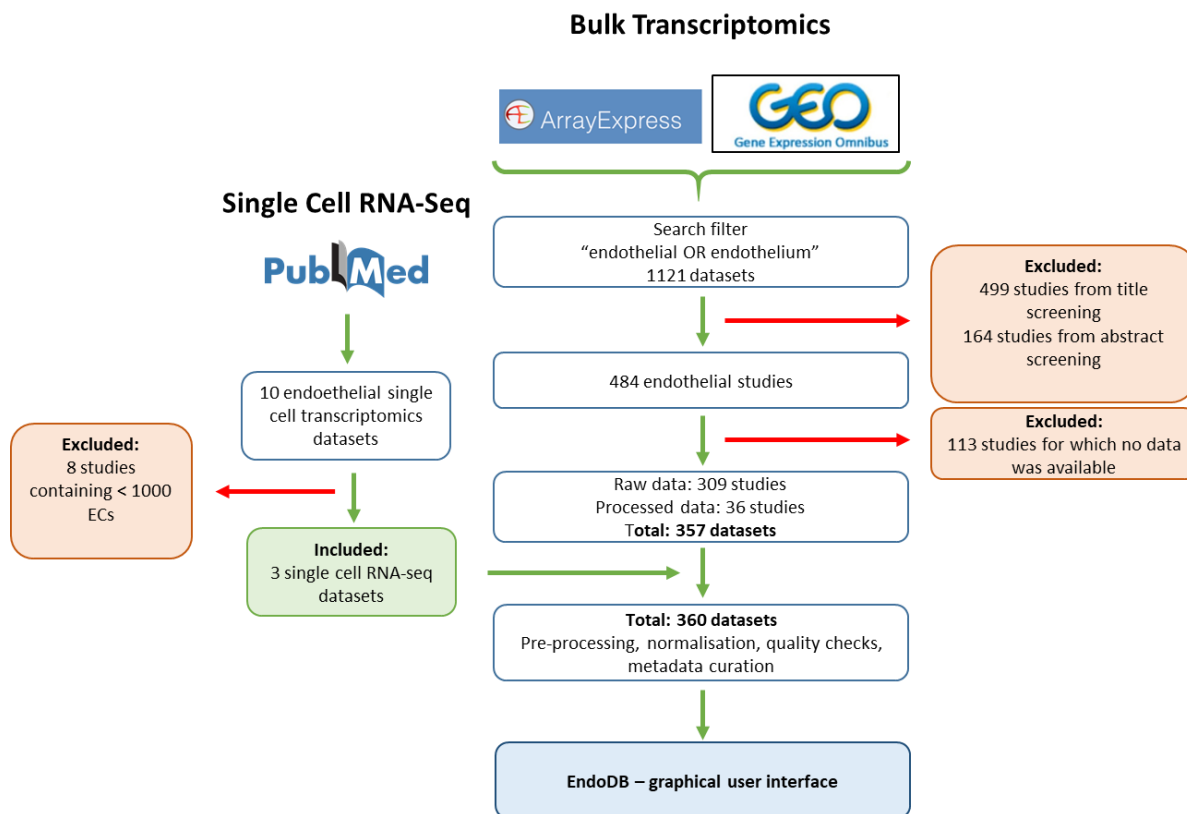 Bulk Transcriptomics
ArrayExpress
GEO
Gene Expression Omnibus
Single Cell RNA-Seq
PubMed
Search filter
“endothelial OR endothelium”
1121 datasets
Excluded:
499 studies from title
screening
164 studies from abstract
screening
10 endoethelial single
cell transcriptomics
datasets
484 endothelial studies
Excluded:
8 studies
containing < 1000
ECs
Excluded:
113 studies for which no data
was available
Raw data: 309 studies
Processed data: 36 studies
Total: 357 datasets
Included:
3 single cell RNA-seq
datasets
Total: 360 datasets
Pre-processing, normalisation, quality checks,
metadata curation
EndoDB – graphical user interface